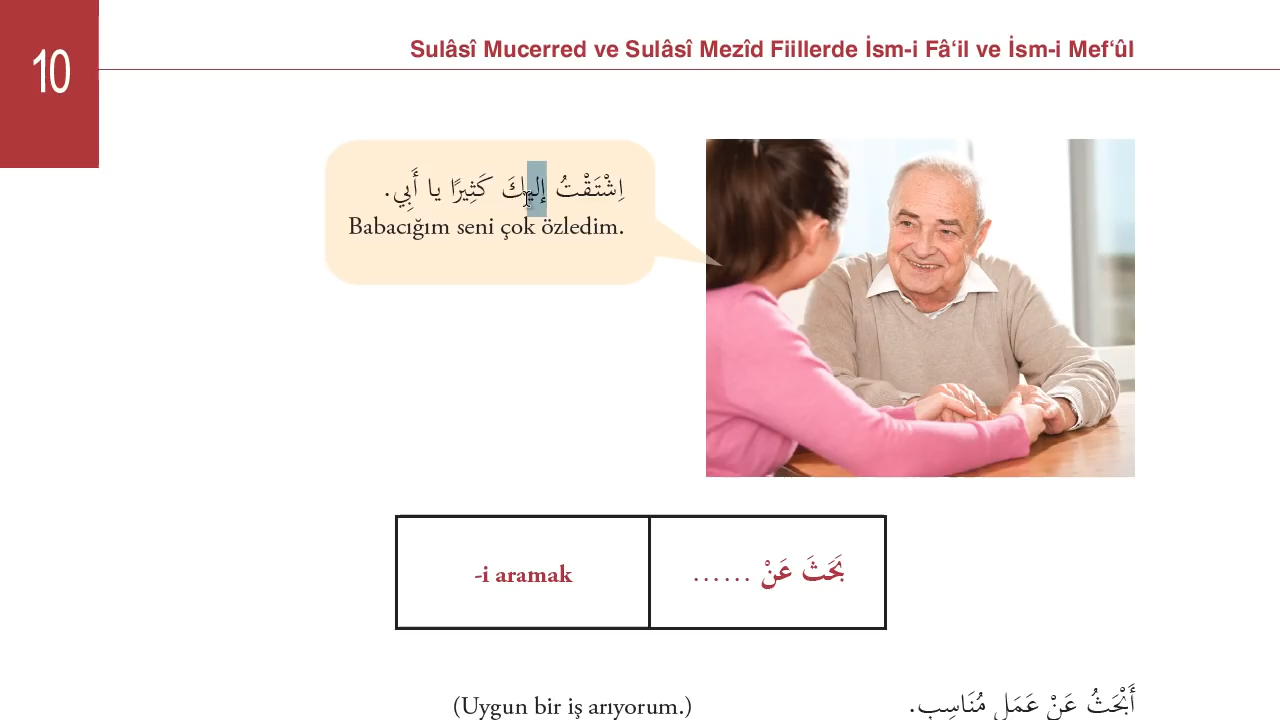 10
Sulâsî Mucerred ve Sulâsî Mezîd Fiillerde İsm-i Fâ‘il ve İsm-i Mef‘ûl
اِشْتَقْتُ إليكَ كَثِيرًا يا أَبِي.
Babacığım seni çok özledim.
بَحَثَ عَنْ ......
-i aramak
أَبْحَثُ عَنْ عَمَلٍ مُنَاسِبٍ.
(Uygun bir iş arıyorum.)